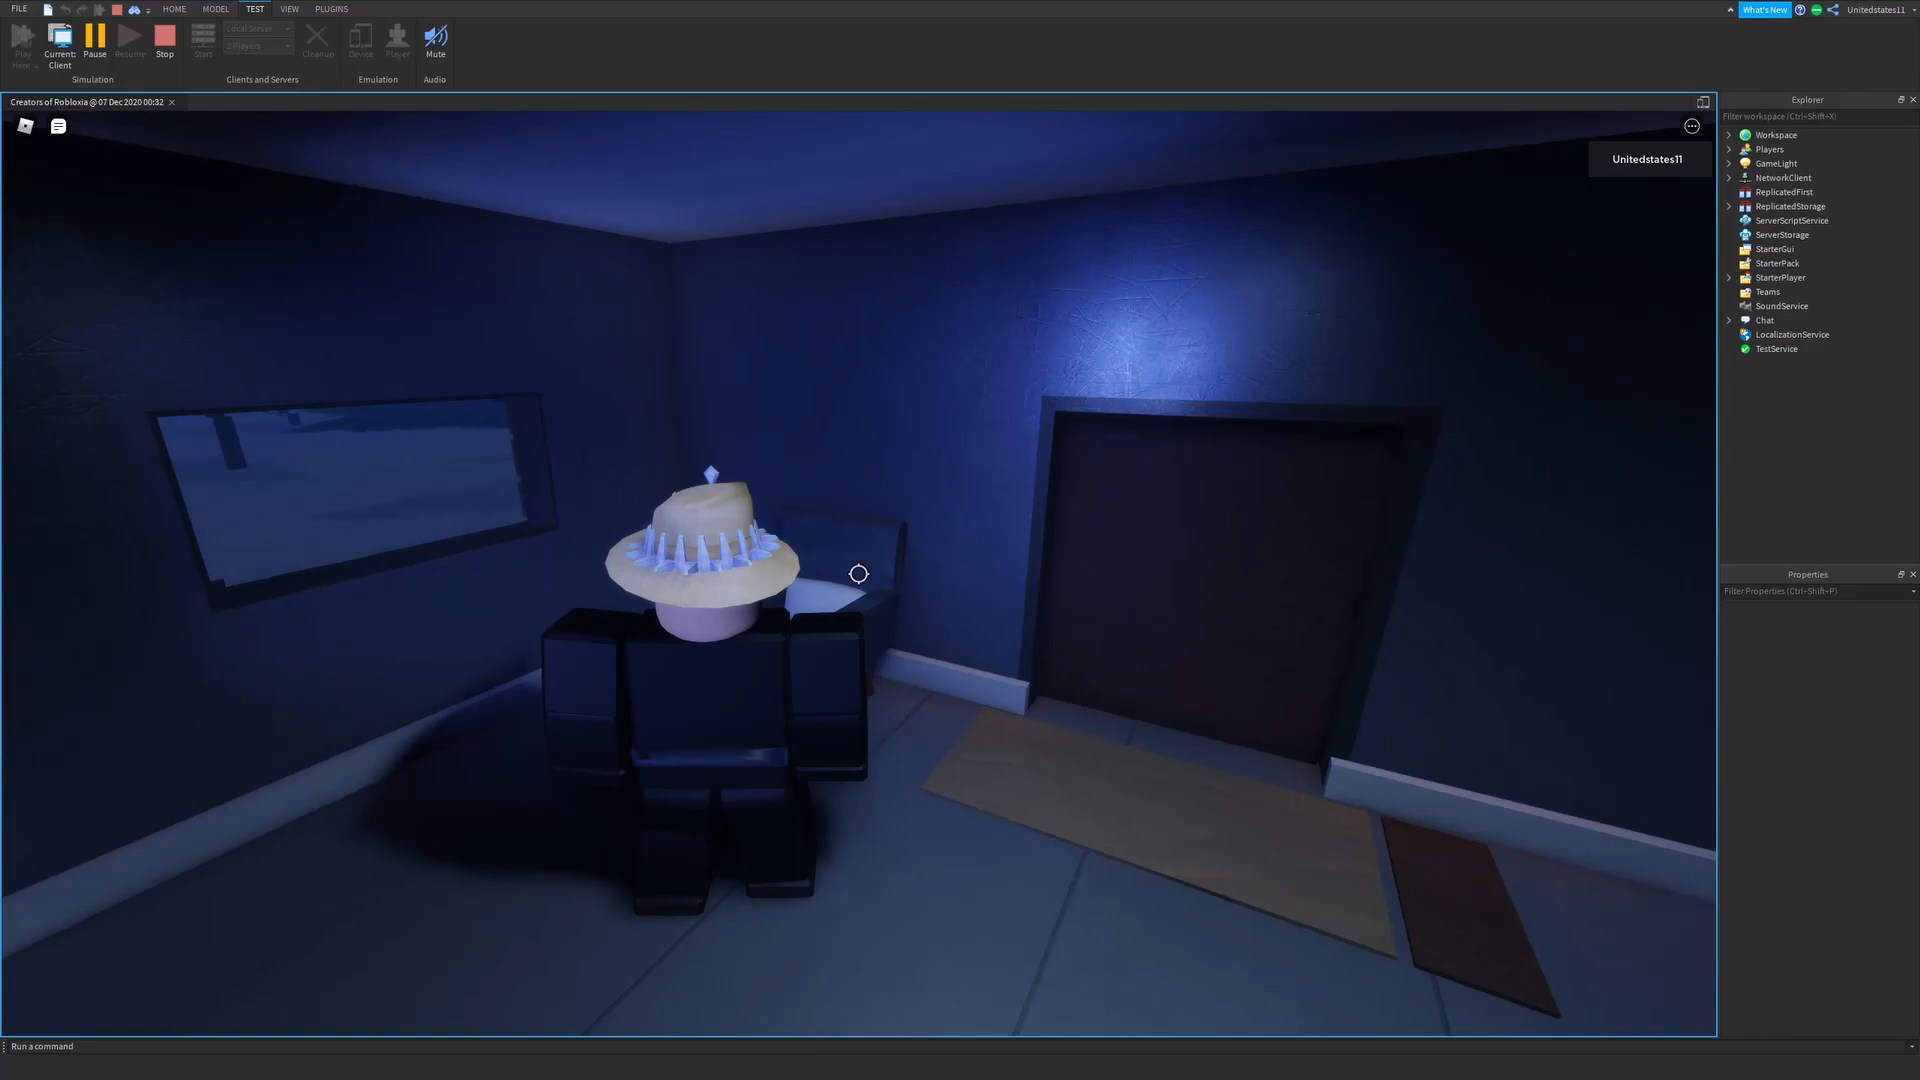 FILE HOME MODEL TEST VIEW PLUGINS What's New Unitedstates11
Play Here
Current: Client
Pause
Resume
Stop
Start
Local Server
2 Players
Cleanup
Device
Player
Mute
Simulation
Clients and Servers
Emulation
Audio
Creators of Robloxia @ 07 Dec 2020 00:32
Unitedstates11
Explorer
Filter workspace (Ctrl+Shift+X)
Workspace
Players
GameLight
NetworkClient
ReplicatedFirst
ReplicatedStorage
ServerScriptService
ServerStorage
StarterGui
StarterPack
StarterPlayer
Teams
SoundService
Chat
LocalizationService
TestService
Properties
Filter Properties (Ctrl+Shift+P)
Run a command